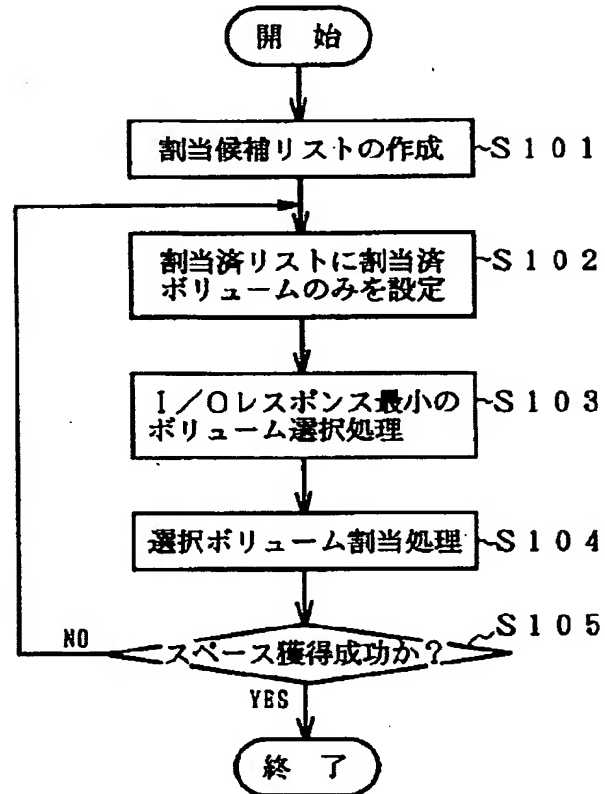 開 始
割当候補リストの作成 ~S101
割当済リストに割当済 ~S102
ボリュームのみを設定
I/Oレスポンス最小の ~S103
ボリューム選択処理
選択ボリューム割当処理 ~S104
S105
NO スペース獲得成功か?
YES
終 了